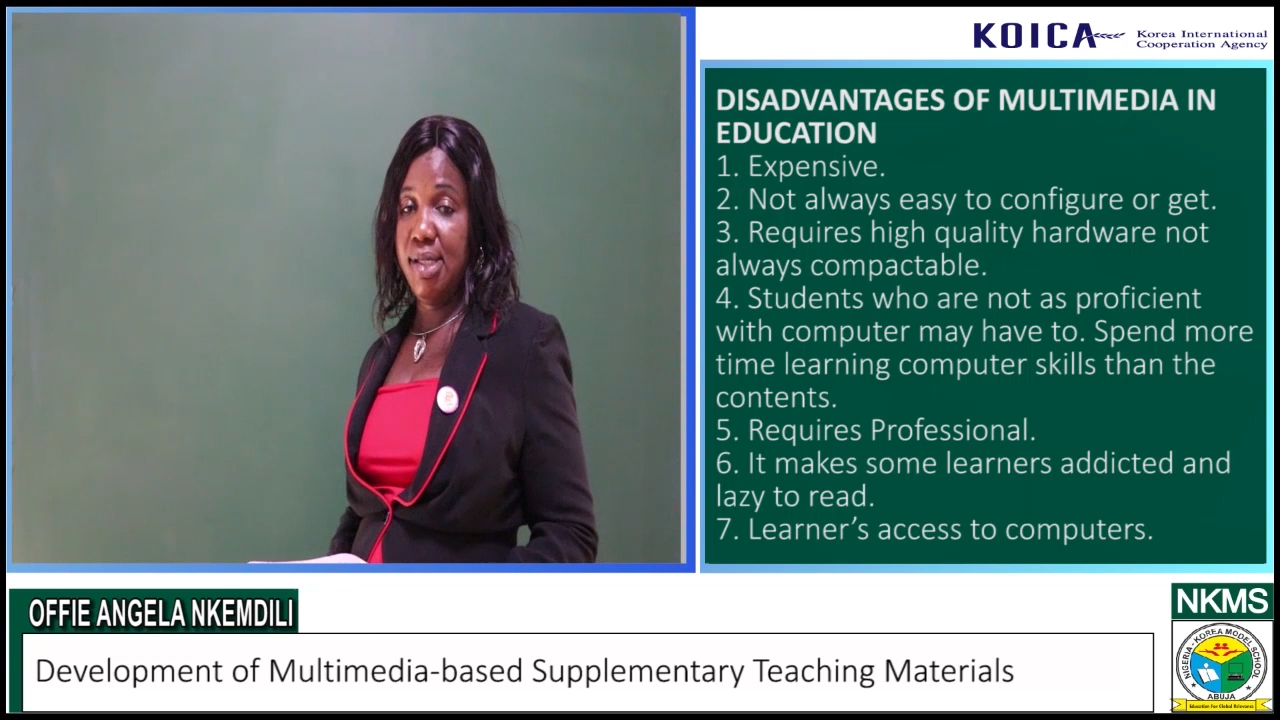 KOICA
Korea International
Cooperation Agency
DISADVANTAGES OF MULTIMEDIA IN
EDUCATION
1. Expensive.
2. Not always easy to configure or get.
3. Requires high quality hardware not
always compactable.
4. Students who are not as proficient
with computer may have to. Spend more
time learning computer skills than the
contents.
5. Requires Professional.
6. It makes some learners addicted and
lazy to read.
7. Learner’s access to computers.
OFFIE ANGELA NKEMDILI
Development of Multimedia-based Supplementary Teaching Materials
NKMS
NIGERIA - KOREA MODEL SCHOOL
ABUJA
Education For Global Relevance